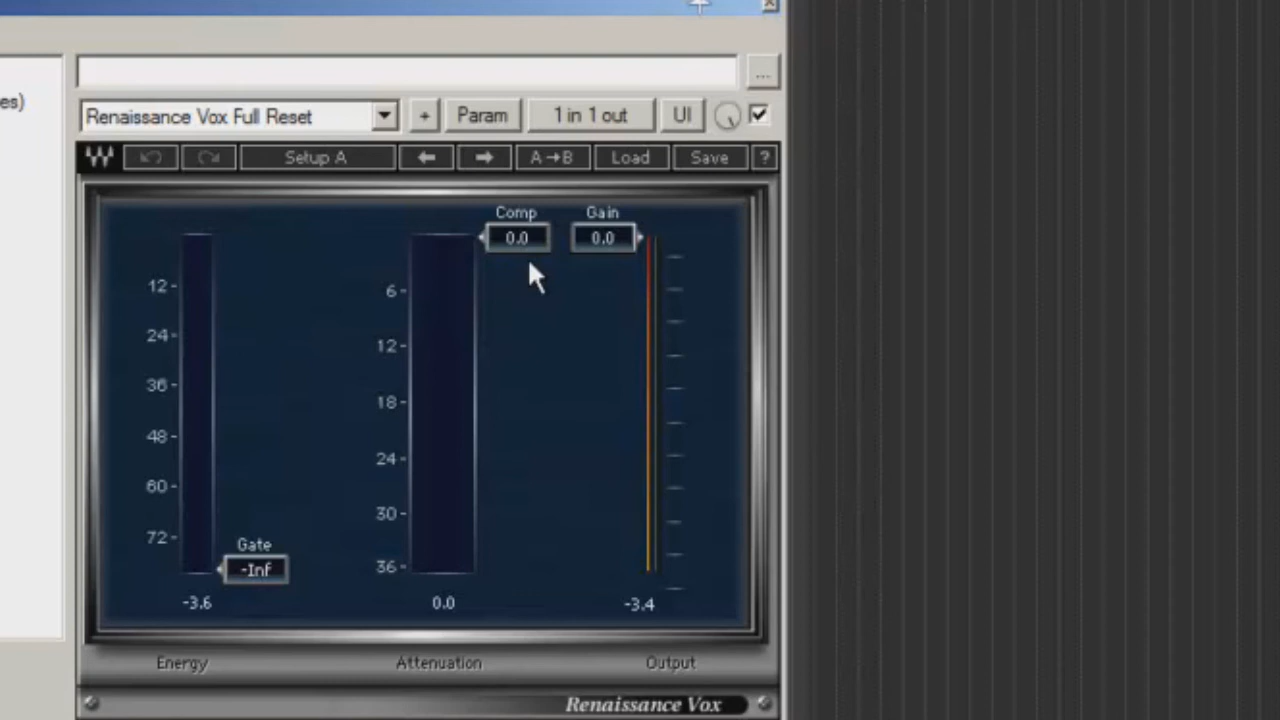 es)
...
Renaissance Vox Full Reset + Param 1 in 1 out UI
Setup A A→B Load Save ?
Comp Gain
0.0 0.0
12-
24-
36-
48-
60-
72-
6-
12-
18-
24-
30-
36-
Gate
-Inf
-3.6 0.0 -3.4
Energy Attenuation Output
Renaissance Vox